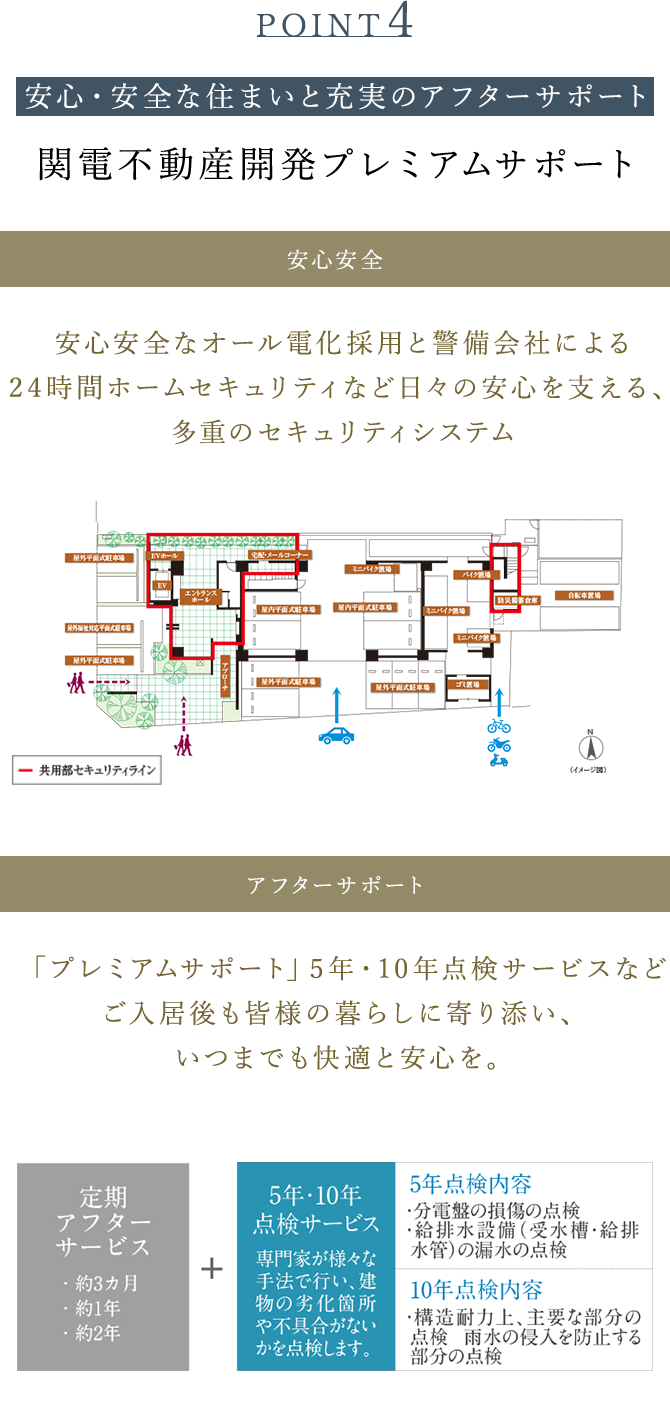 POINT 4
安心・安全な住まいと充実のアフターサポート
関電不動産開発プレミアムサポート
安心安全
安心安全なオール電化採用と警備会社による
24時間ホームセキュリティなど日々の安心を支える、
多重のセキュリティシステム
屋外平面式駐車場
EVホール
宅配・メールコーナー
EV
エントランス
ホール
ミニバイク置場
バイク置場
屋内平面式駐車場
屋内平面式駐車場
ミニバイク置場
防災備蓄倉庫
自転車置場
屋外福祉対応平面式駐車場
ミニバイク置場
屋外平面式駐車場
アプローチ
屋外平面式駐車場
屋外平面式駐車場
ゴミ置場
N
(イメージ図)
共用部セキュリティライン
アフターサポート
「プレミアムサポート」5年・10年点検サービスなど
ご入居後も皆様の暮らしに寄り添い、
いつまでも快適と安心を。
定期
アフター
サービス
・約3カ月
・約1年
・約2年
+
5年・10年
点検サービス
専門家が様々な
手法で行い、建
物の劣化箇所
や不具合がない
かを点検します。
5年点検内容
・分電盤の損傷の点検
・給排水設備(受水槽・給排
水管)の漏水の点検
10年点検内容
・構造耐力上、主要な部分の
点検 雨水の侵入を防止する
部分の点検